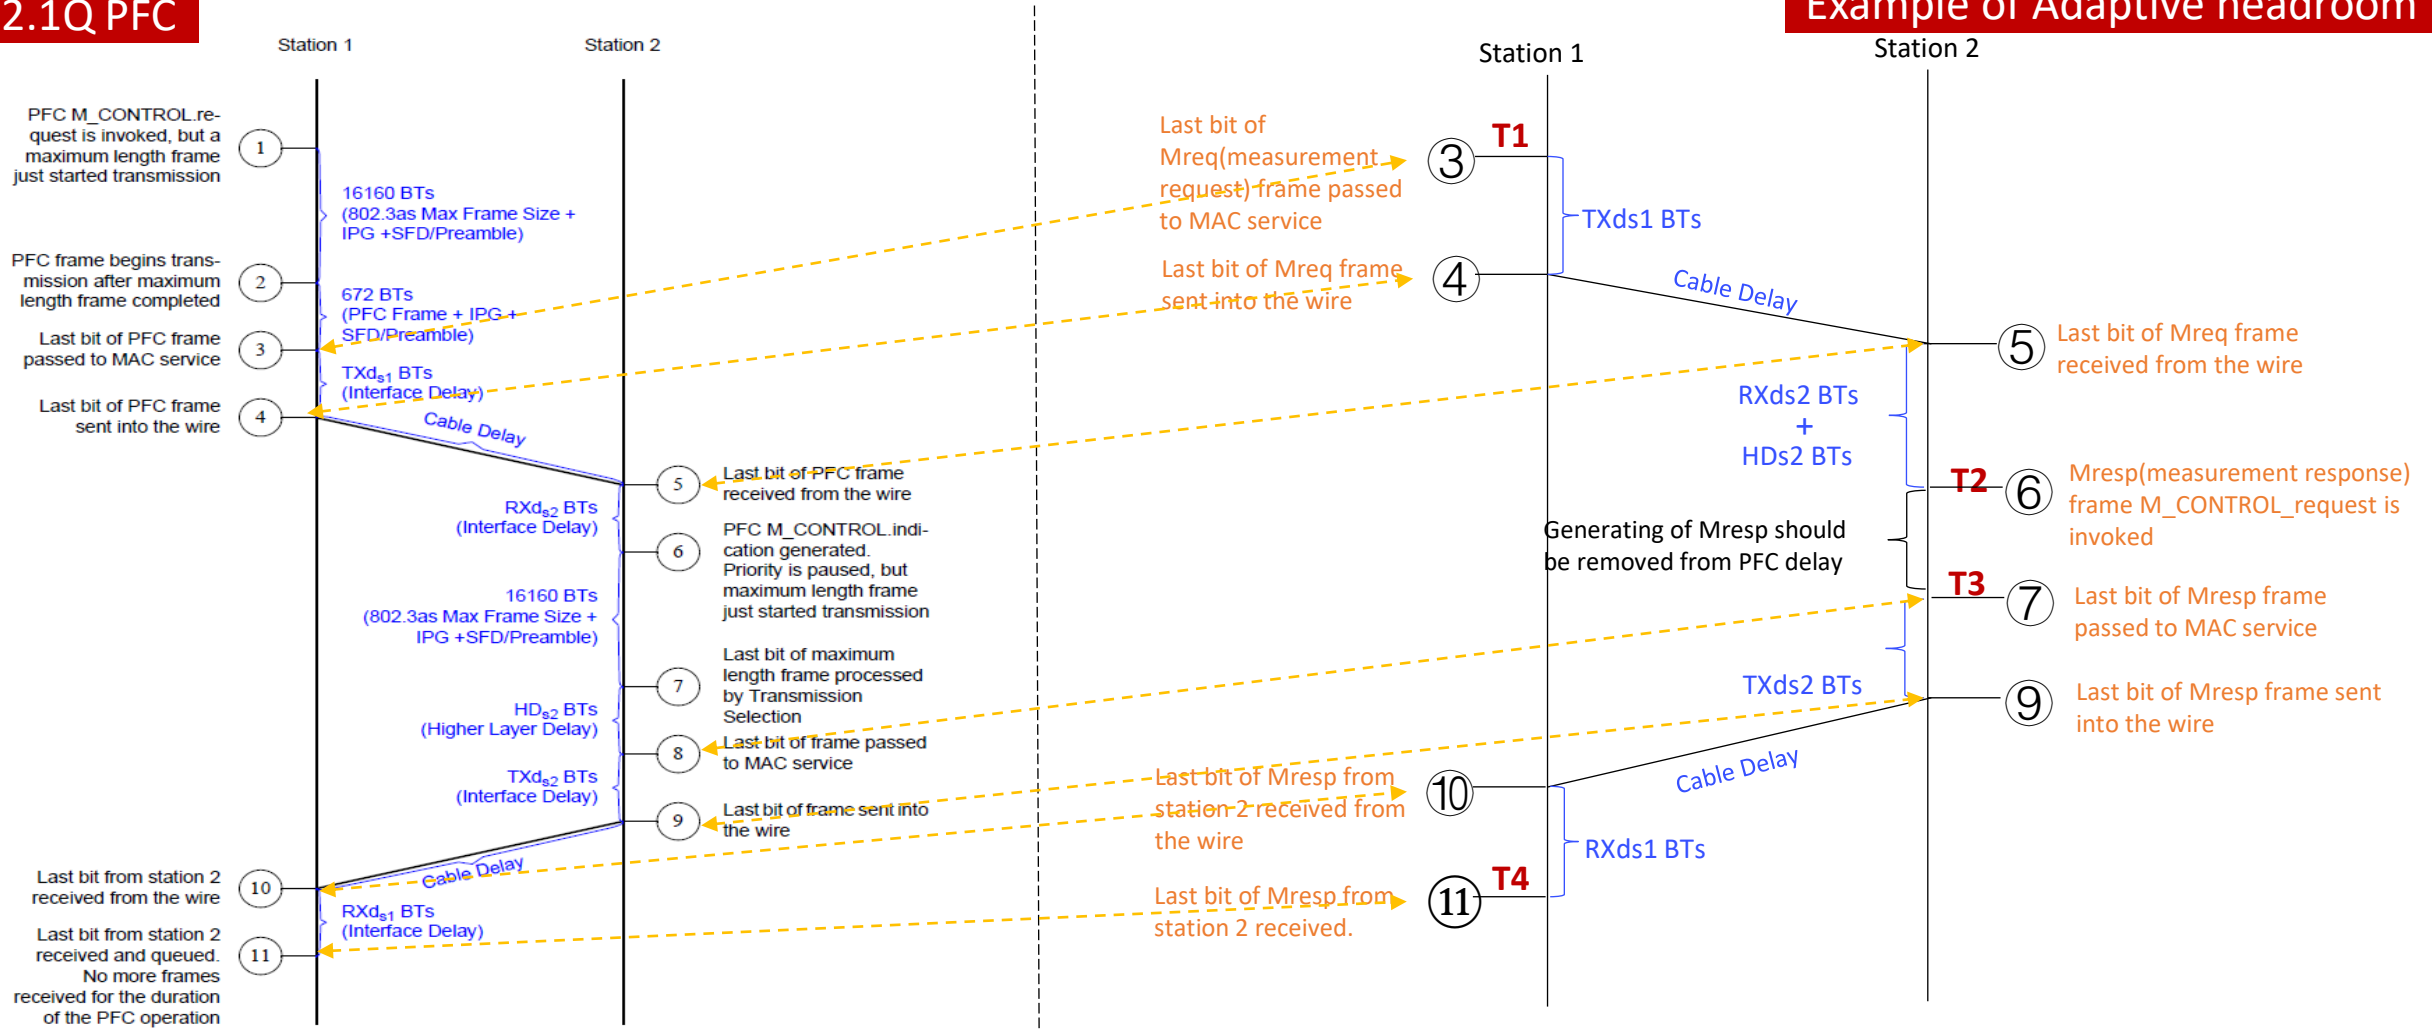 2.1Q PFC
Example of Adaptive headroom
Station 1
Station 2
PFC M_CONTROL.re-
quest is invoked, but a
maximum length frame
just started transmission
1
16160 BTs
(802.3as Max Frame Size +
IPG +SFD/Preamble)
PFC frame begins trans-
mission after maximum
length frame completed
2
672 BTs
(PFC Frame + IPG +
SFD/Preamble)
Last bit of PFC frame
passed to MAC service
3
TXds1 BTs
(Interface Delay)
Last bit of PFC frame
sent into the wire
4
Cable Delay
5
Last bit of PFC frame
received from the wire
RXds2 BTs
(Interface Delay)
6
PFC M_CONTROL.indi-
cation generated.
Priority is paused, but
maximum length frame
just started transmission
16160 BTs
(802.3as Max Frame Size +
IPG +SFD/Preamble)
7
Last bit of maximum
length frame processed
by Transmission
Selection
HDs2 BTs
(Higher Layer Delay)
8
Last bit of frame passed
to MAC service
TXds2 BTs
(Interface Delay)
9
Last bit of frame sent into
the wire
Cable Delay
Last bit from station 2
received from the wire
10
RXds1 BTs
(Interface Delay)
Last bit from station 2
received and queued.
No more frames
received for the duration
of the PFC operation
11
Station 1
Station 2
Last bit of
Mreq(measurement
request) frame passed
to MAC service
3
T1
TXds1 BTs
Last bit of Mreq frame
sent into the wire
4
Cable Delay
5
Last bit of Mreq frame
received from the wire
RXds2 BTs
+
HDs2 BTs
T2
6
Mresp(measurement response)
frame M_CONTROL_request is
invoked
Generating of Mresp should
be removed from PFC delay
T3
7
Last bit of Mresp frame
passed to MAC service
TXds2 BTs
9
Last bit of Mresp frame sent
into the wire
Cable Delay
Last bit of Mresp from
station 2 received from
the wire
10
RXds1 BTs
Last bit of Mresp from
station 2 received.
11
T4